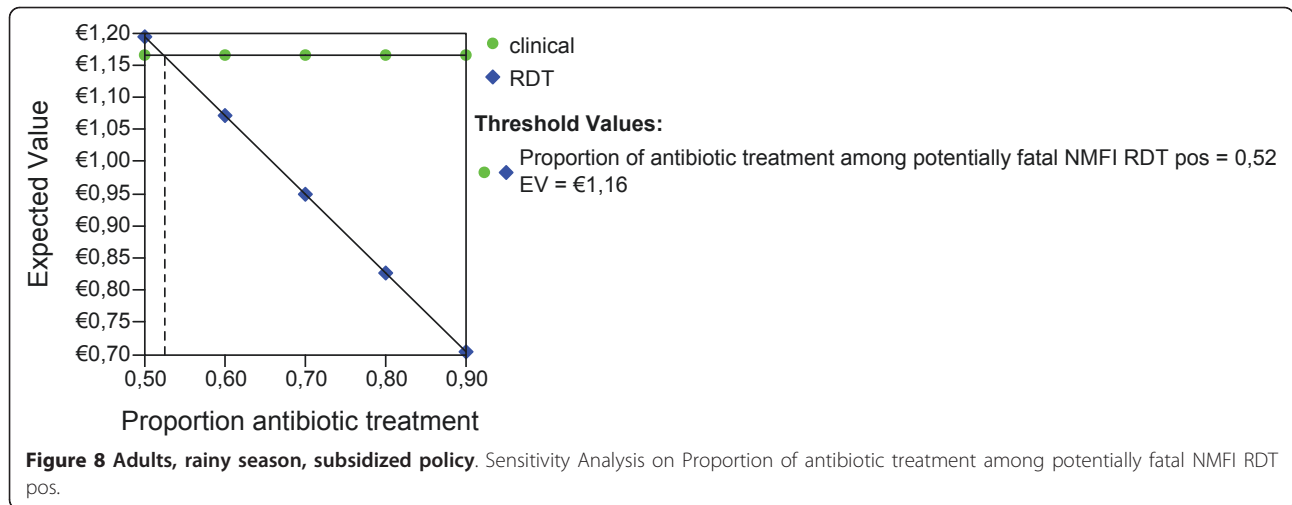 €1,20
€1,15
€1,10
€1,05
€1,00
€0,95
€0,90
€0,85
€0,80
€0,75
€0,70
Expected Value
0,50 0,60 0,70 0,80 0,90
Proportion antibiotic treatment
clinical
RDT
Threshold Values:
Proportion of antibiotic treatment among potentially fatal NMFI RDT pos = 0,52
EV = €1,16
Figure 8 Adults, rainy season, subsidized policy. Sensitivity Analysis on Proportion of antibiotic treatment among potentially fatal NMFI RDT
pos.